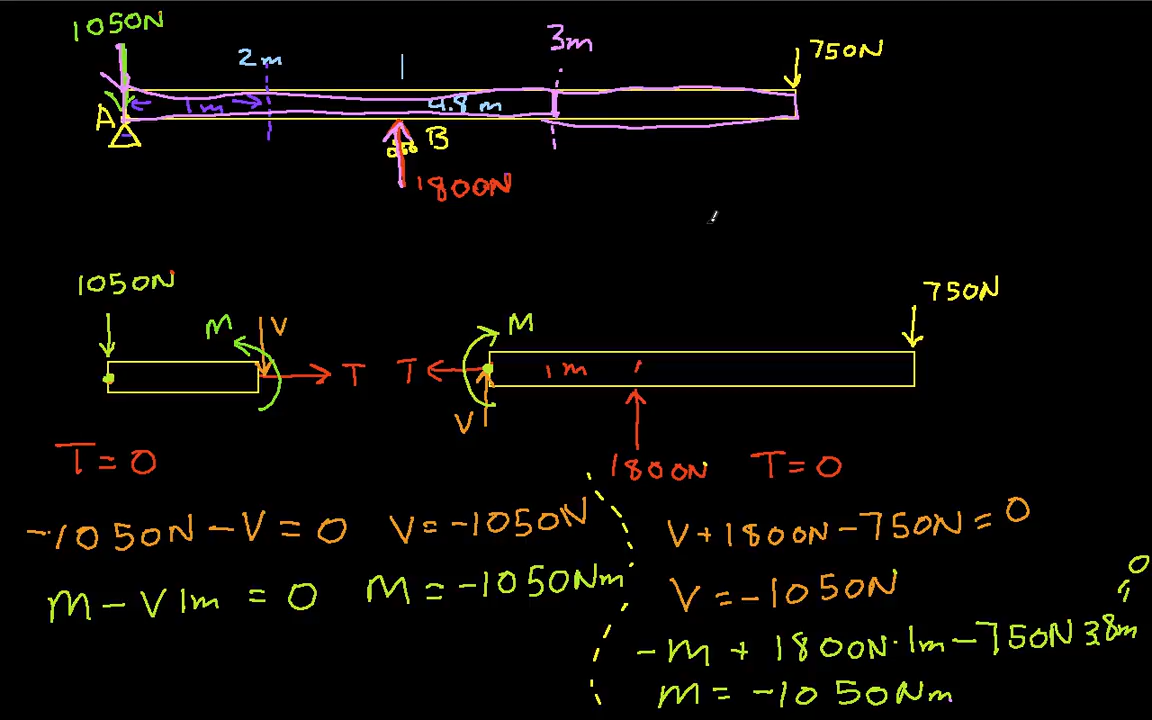 1050N
2m
3m
750N
A
1m
4.8 m
B
1800N
1050N
M
V
T
T
M
1m
V
750N
1800N
T = 0
T = 0
-1050N - V = 0
V = -1050N
V + 1800N - 750N = 0
M - V 1m = 0
M = -1050Nm
V = -1050N
-M + 1800N·1m - 750N 3.8m = 0
M = -1050Nm